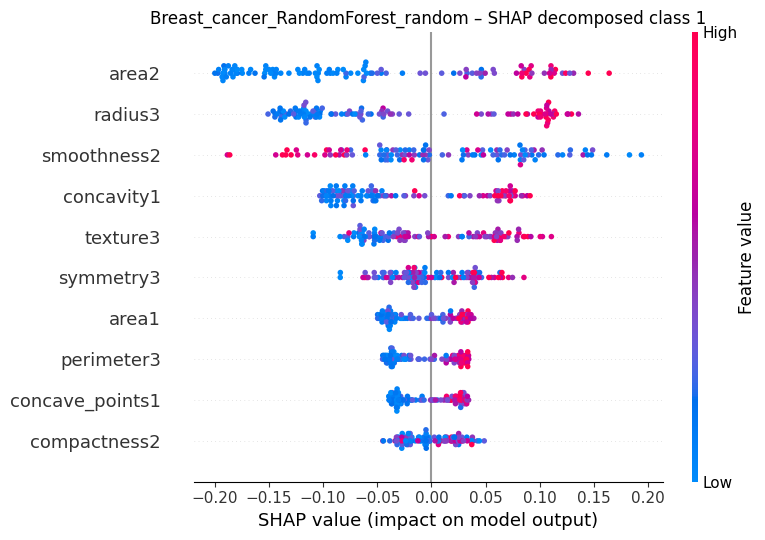 Breast_cancer_RandomForest_random – SHAP decomposed class 1
High
area2
radius3
smoothness2
concavity1
texture3
symmetry3
area1
perimeter3
concave_points1
compactness2
Feature value
Low
−0.20 −0.15 −0.10 −0.05 0.00 0.05 0.10 0.15 0.20
SHAP value (impact on model output)